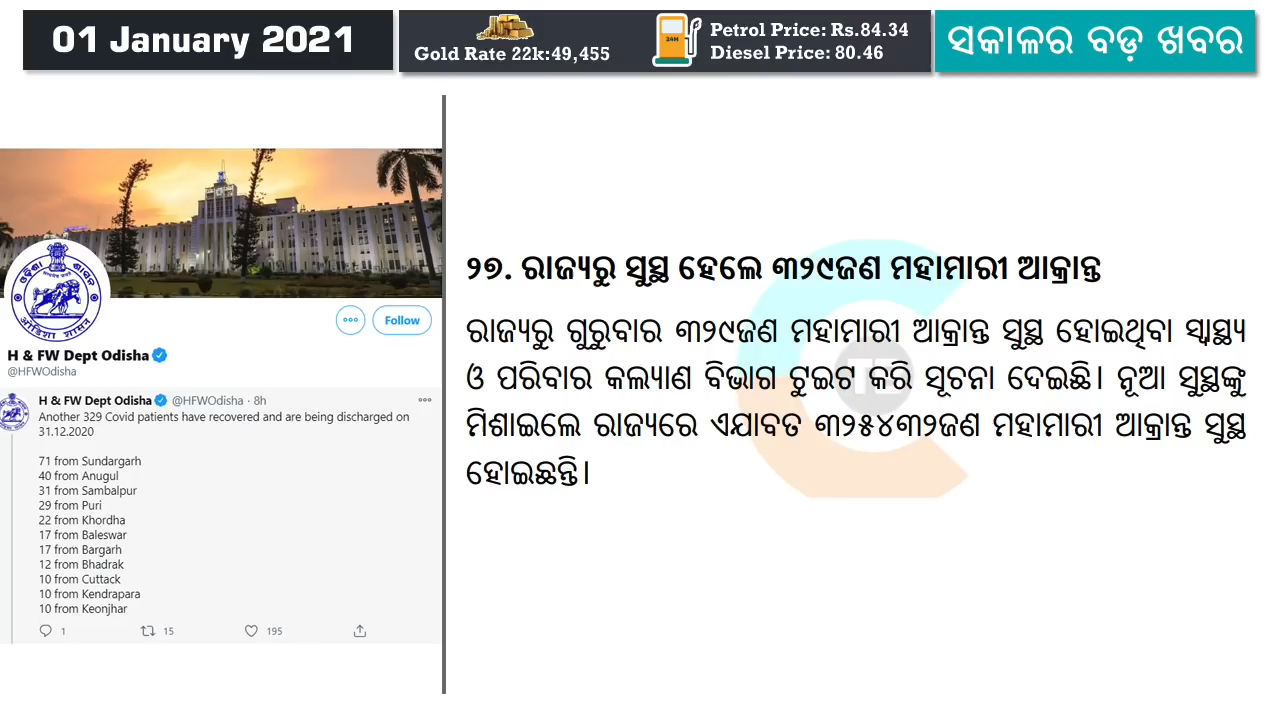 01 January 2021
Gold Rate 22k:49,455
Petrol Price: Rs.84.34
Diesel Price: 80.46
ସକାଳର ବଡ଼ ଖବର
24H
Follow
H & FW Dept Odisha
@HFWOdisha
H & FW Dept Odisha @HFWOdisha · 8h
Another 329 Covid patients have recovered and are being discharged on
31.12.2020
71 from Sundargarh
40 from Anugul
31 from Sambalpur
29 from Puri
22 from Khordha
17 from Baleswar
17 from Bargarh
12 from Bhadrak
10 from Cuttack
10 from Kendrapara
10 from Keonjhar
1 15 195
୨୭. ରାଜ୍ୟରୁ ସୁସ୍ଥ ହେଲେ ୩୨୯ଜଣ ମହାମାରୀ ଆକ୍ରାନ୍ତ
ରାଜ୍ୟରୁ ଗୁରୁବାର ୩୨୯ଜଣ ମହାମାରୀ ଆକ୍ରାନ୍ତ ସୁସ୍ଥ ହୋଇଥିବା ସ୍ୱାସ୍ଥ୍ୟ
ଓ ପରିବାର କଲ୍ୟାଣ ବିଭାଗ ଟୁଇଟ କରି ସୂଚନା ଦେଇଛି। ନୂଆ ସୁସ୍ଥଙ୍କୁ
ମିଶାଇଲେ ରାଜ୍ୟରେ ଏଯାବତ ୩୨୫୪୩୨ଜଣ ମହାମାରୀ ଆକ୍ରାନ୍ତ ସୁସ୍ଥ
ହୋଇଛନ୍ତି।